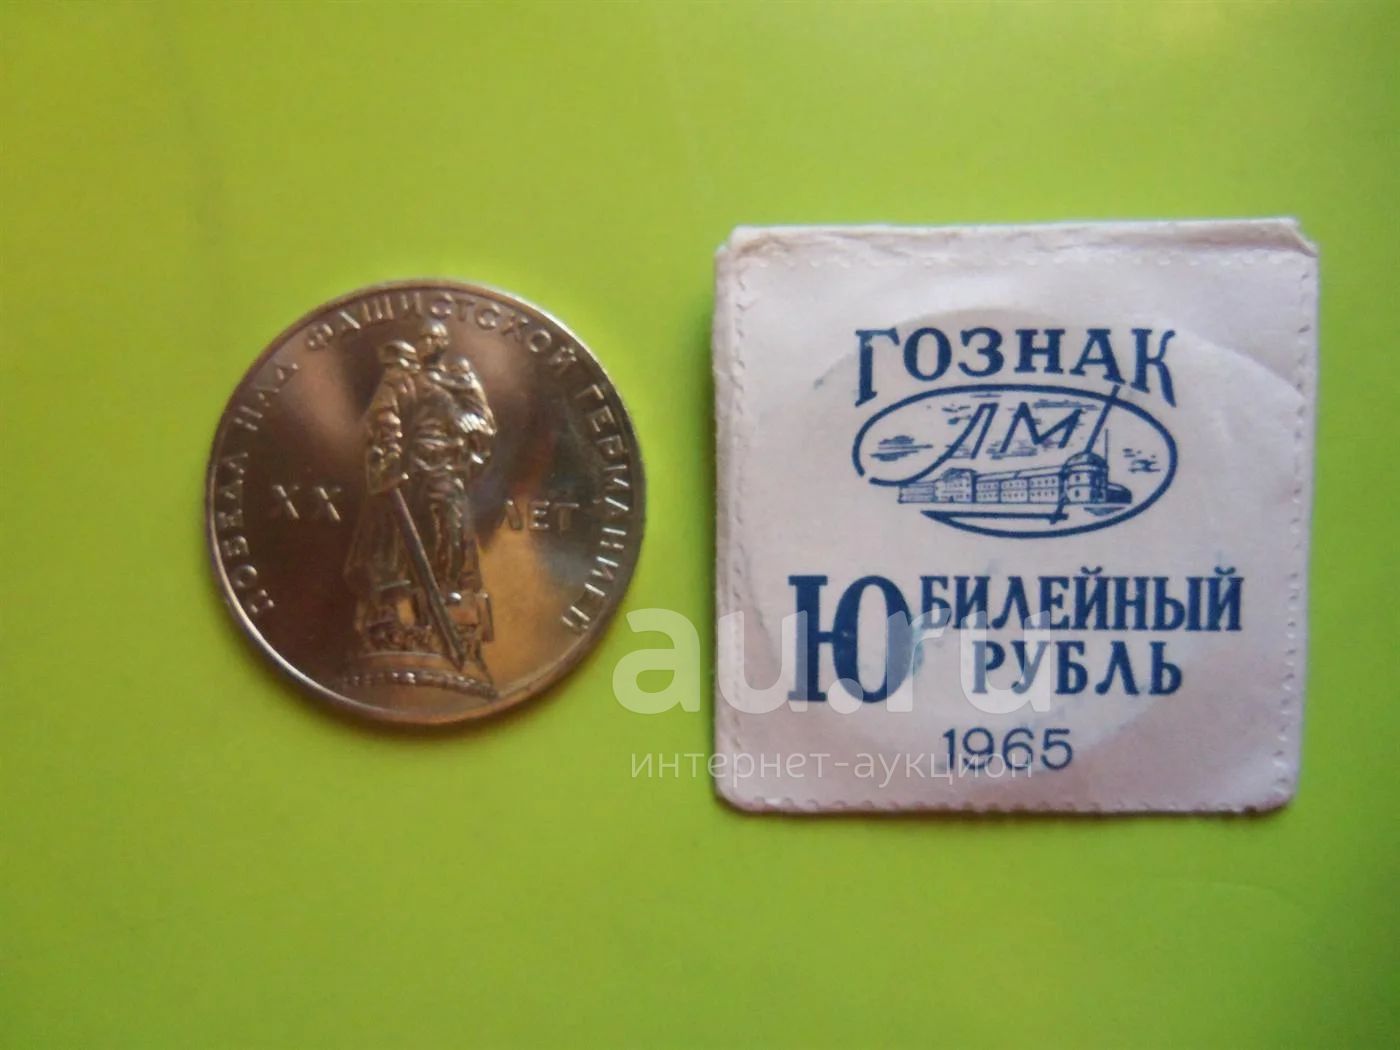 ПОБЕДА НАД ФАШИСТСКОЙ ГЕРМАНИЕЙ
XX ЛЕТ
ГОЗНАК
ЛМ
ЮБИЛЕЙНЫЙ
РУБЛЬ
1965
au.ru
интернет-аукцион